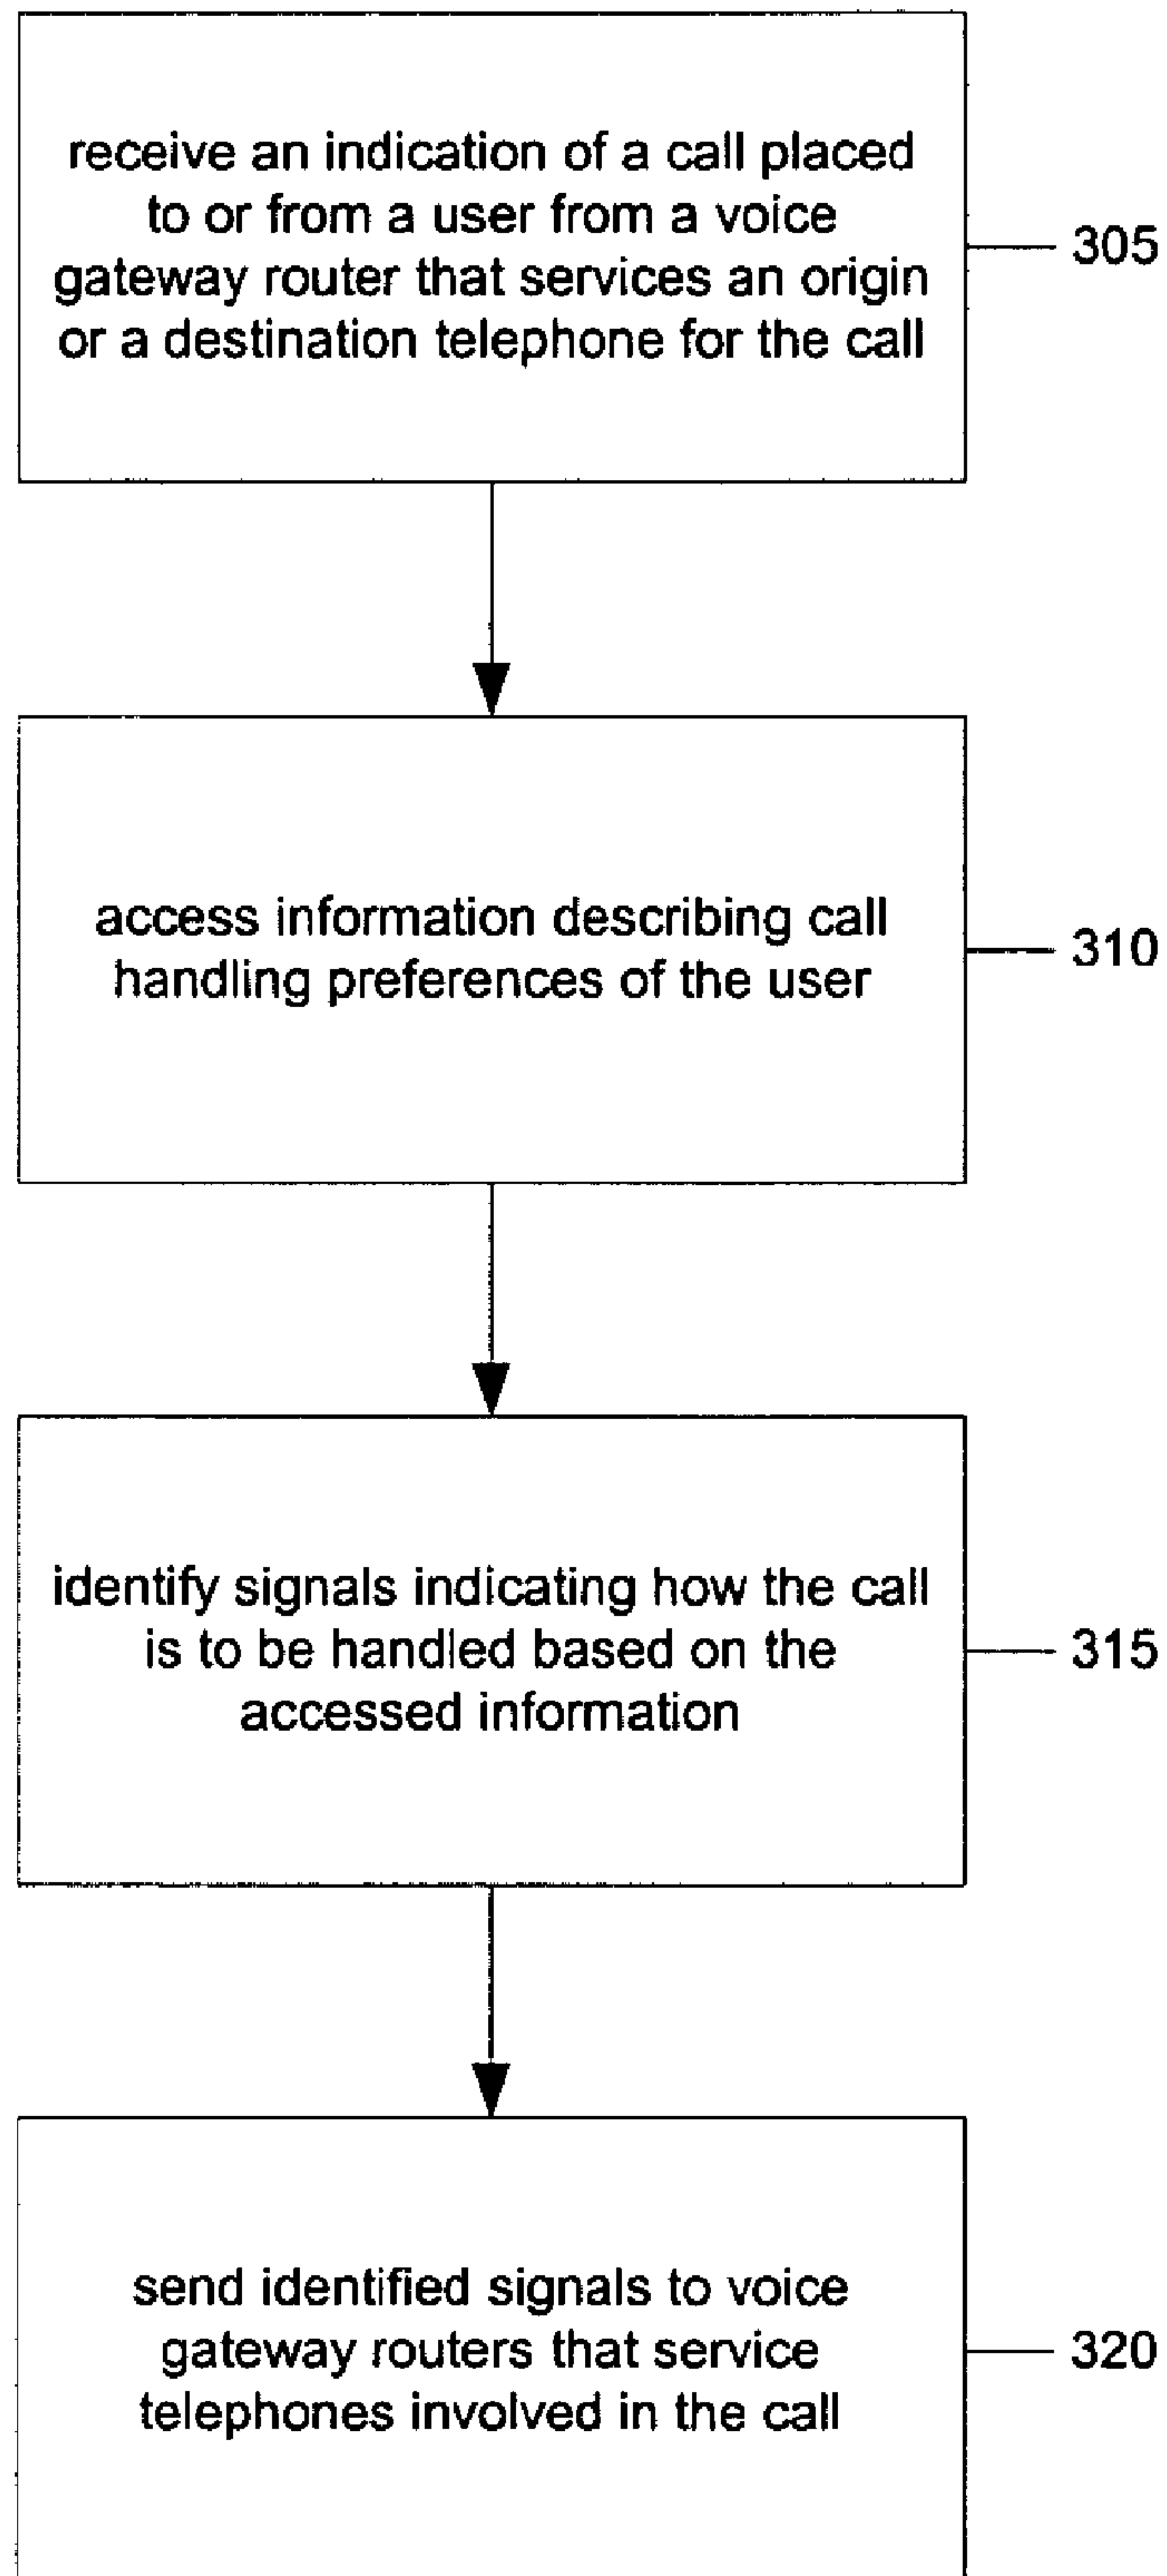 receive an indication of a call placed
to or from a user from a voice
gateway router that services an origin
or a destination telephone for the call
305
access information describing call
handling preferences of the user
310
identify signals indicating how the call
is to be handled based on the
accessed information
315
send identified signals to voice
gateway routers that service
telephones involved in the call
320